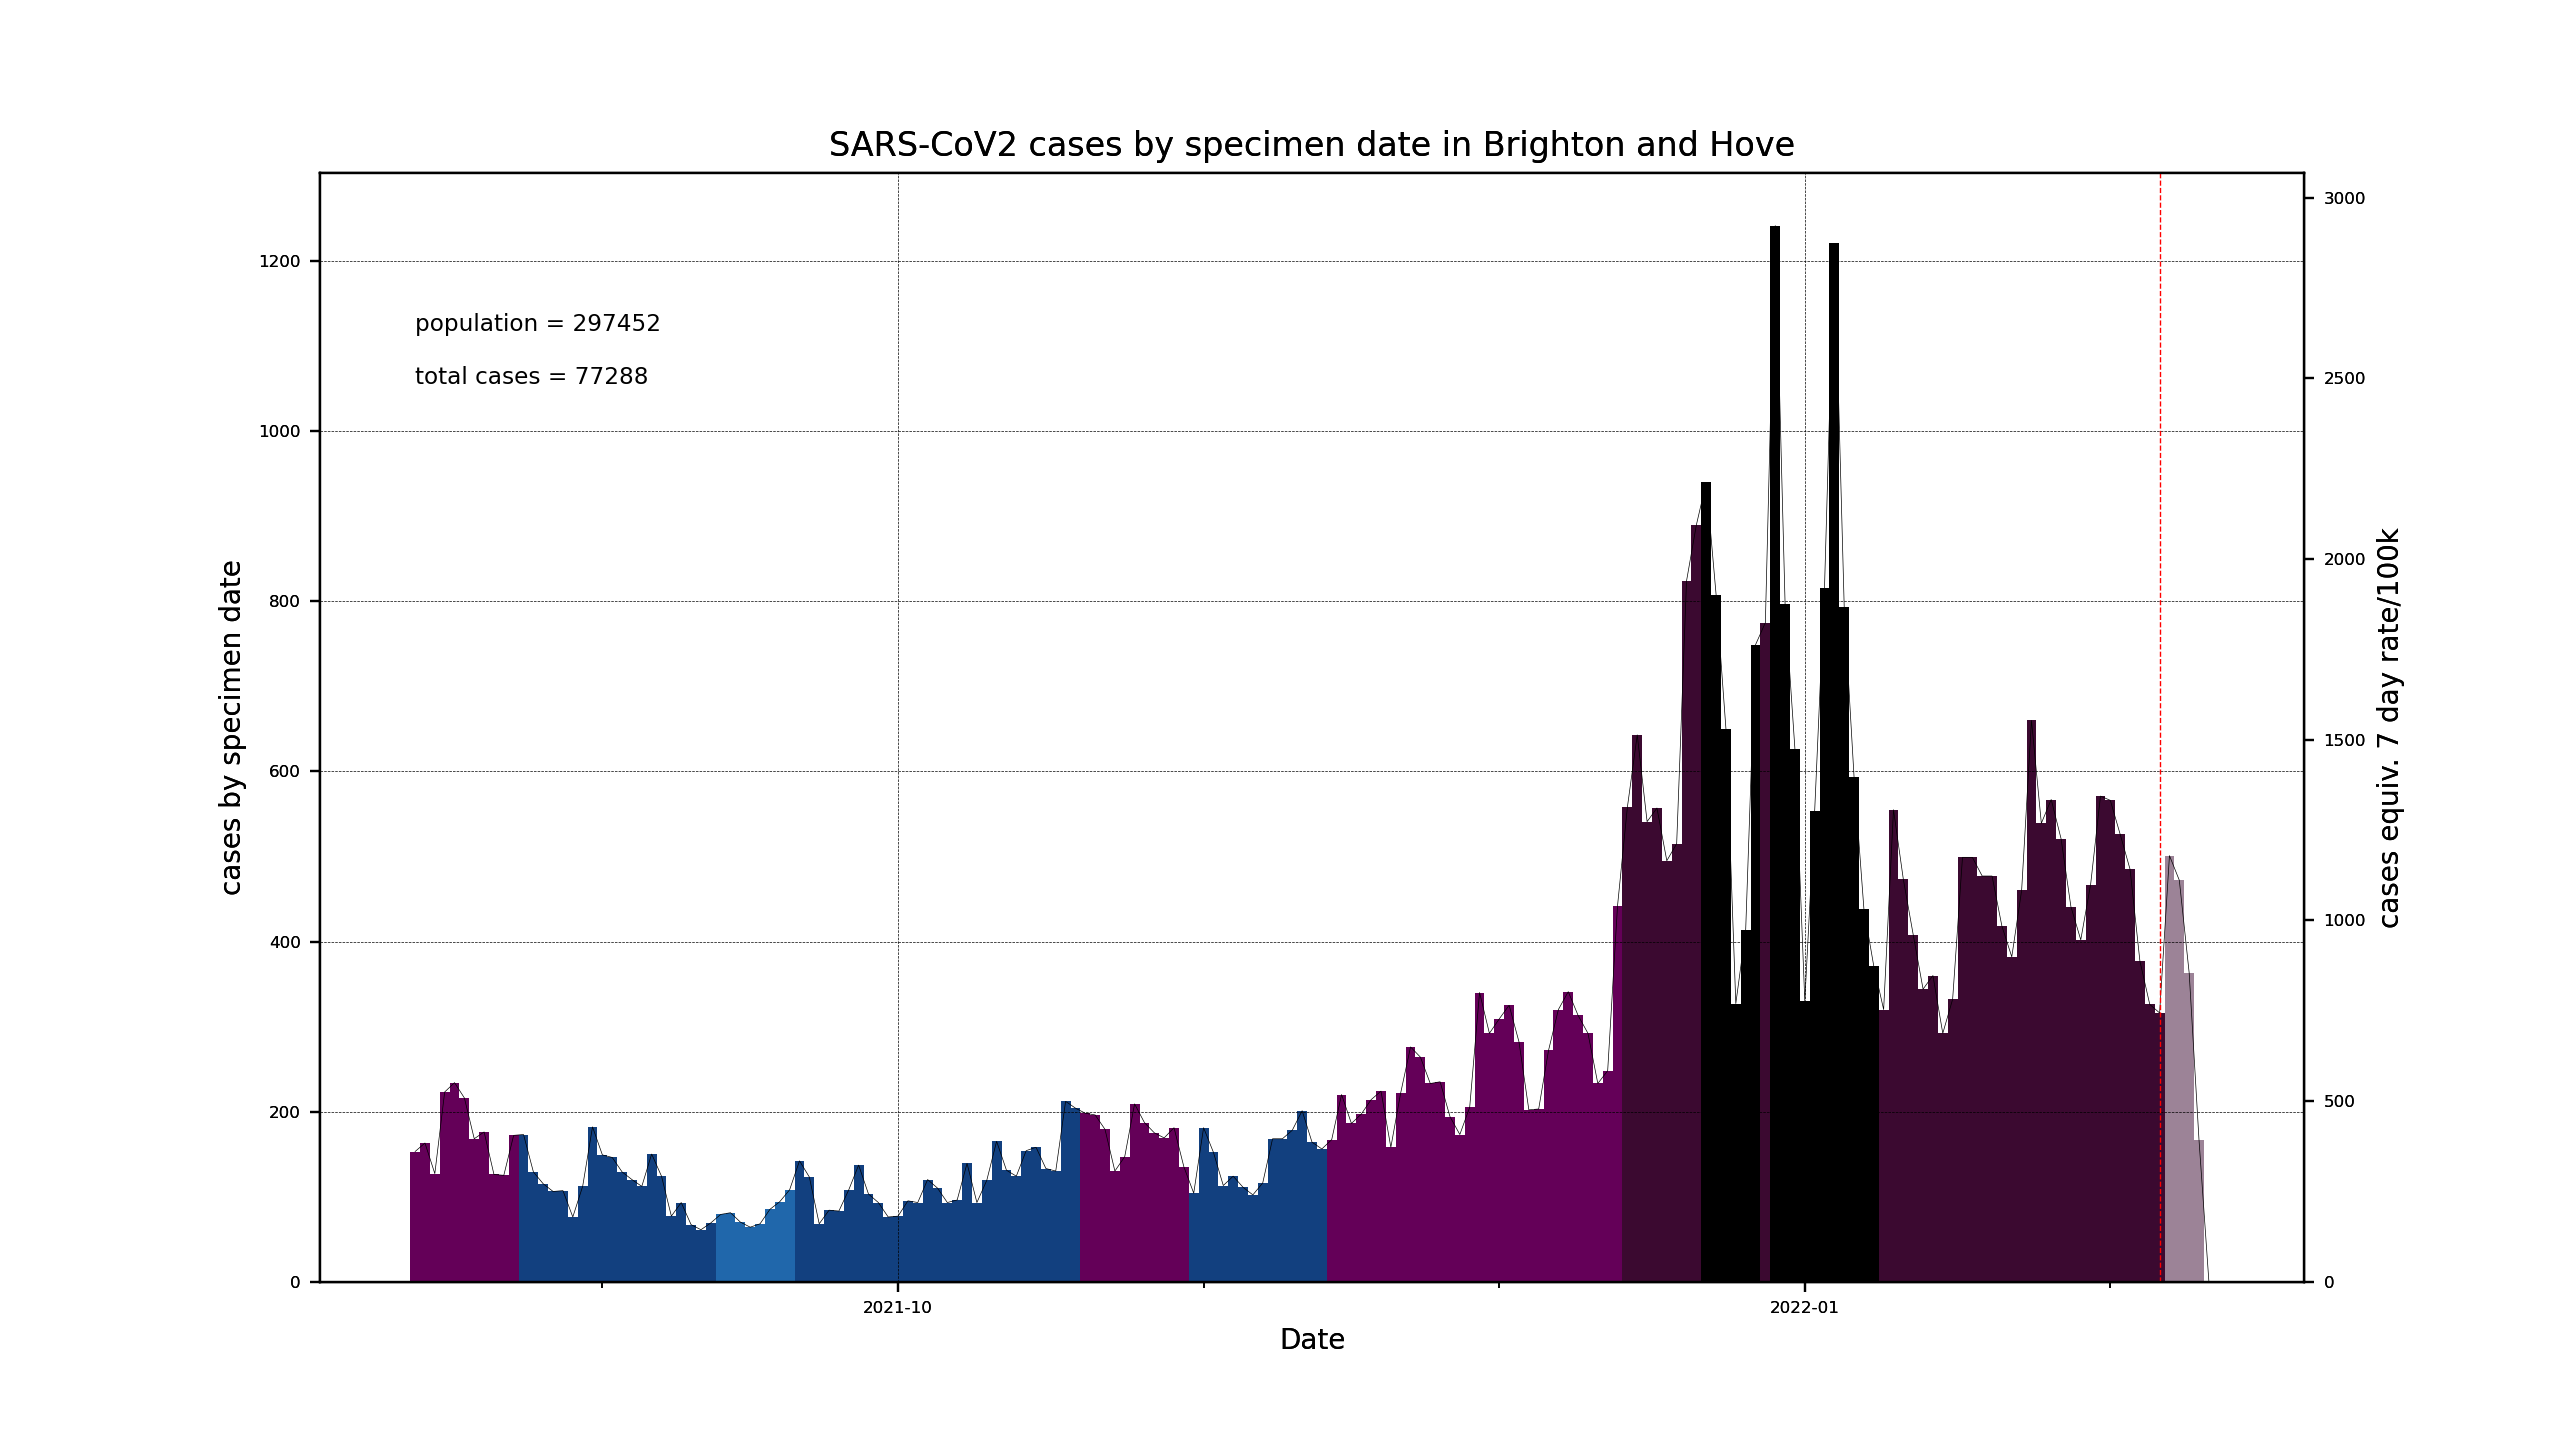 SARS-CoV2 cases by specimen date in Brighton and Hove
population = 297452
total cases = 77288
cases by specimen date
1200
1000
800
600
400
200
0
3000
2500
2000
1500
1000
500
0
cases equiv. 7 day rate/100k
2021-10
2022-01
Date